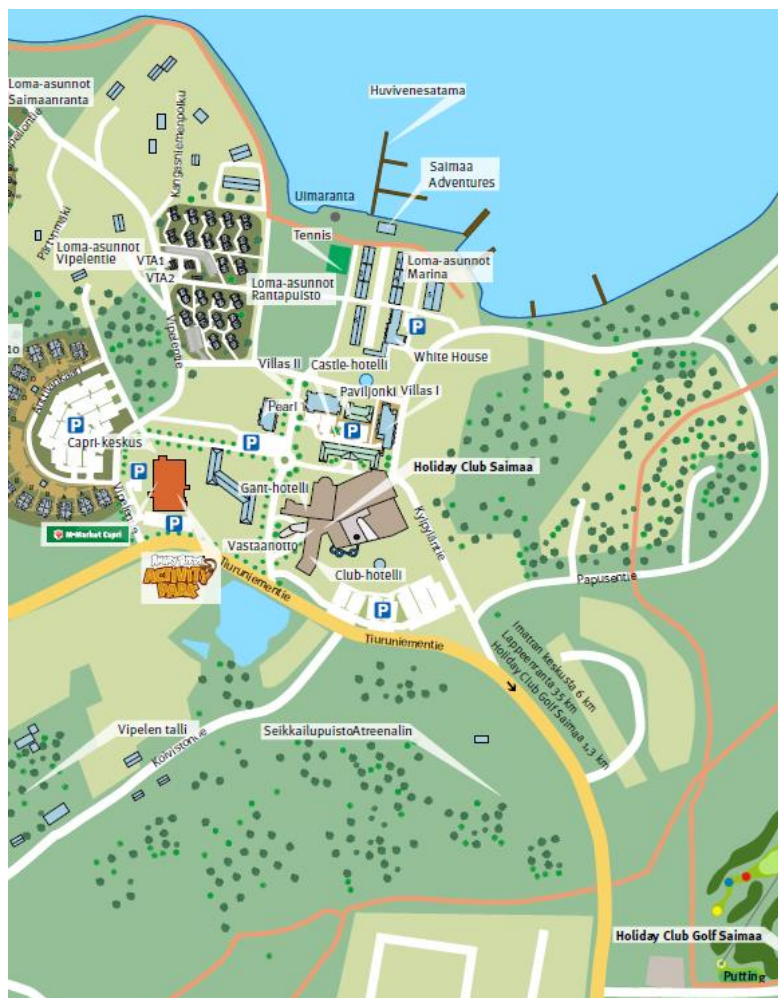 Loma-asunnot
Saimaanranta
Huvivenesatama
Kangasniemenpolku
Saimaa
Adventures
Uimaranta
Tennis
Loma-asunnot
Vipelentie
VTA1
VTA2
Loma-asunnot
Rantapuisto
Loma-asunnot
Marina
P
Vipelentie
White House
Villas II
Castle-hotelli
Paviljonki
Villas I
Pearl
P
P
P
Capri-keskus
P
Holiday Club Saimaa
Gant-hotelli
Kylpyläntie
Vipelentie
M-Market Capri
P
Vastaanotto
ANGRY BIRDS
ACTIVITY
PARK
Tiuruniementie
Club-hotelli
P
Papusentie
Tiuruniementie
Imatran keskusta 6 km
Lappeenranta 35 km
Holiday Club Golf Saimaa 1,3 km
Vipelen talli
Koivistontie
SeikkailupuistoAtreenalin
Holiday Club Golf Saimaa
Putting